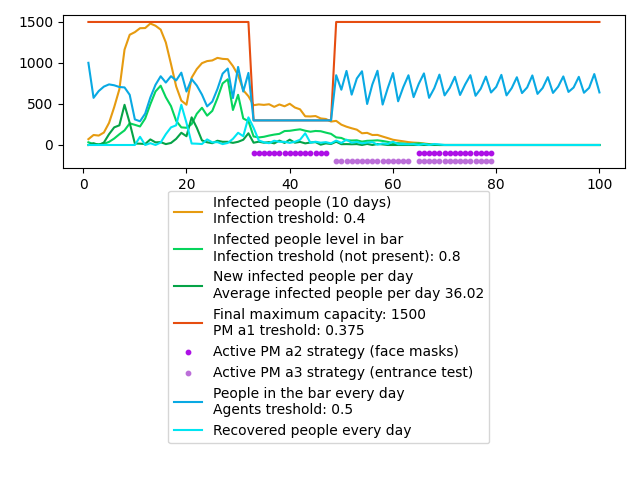 1500
1000
500
0
0 20 40 60 80 100
Infected people (10 days)
Infection treshold: 0.4
Infected people level in bar
Infection treshold (not present): 0.8
New infected people per day
Average infected people per day 36.02
Final maximum capacity: 1500
PM a1 treshold: 0.375
Active PM a2 strategy (face masks)
Active PM a3 strategy (entrance test)
People in the bar every day
Agents treshold: 0.5
Recovered people every day